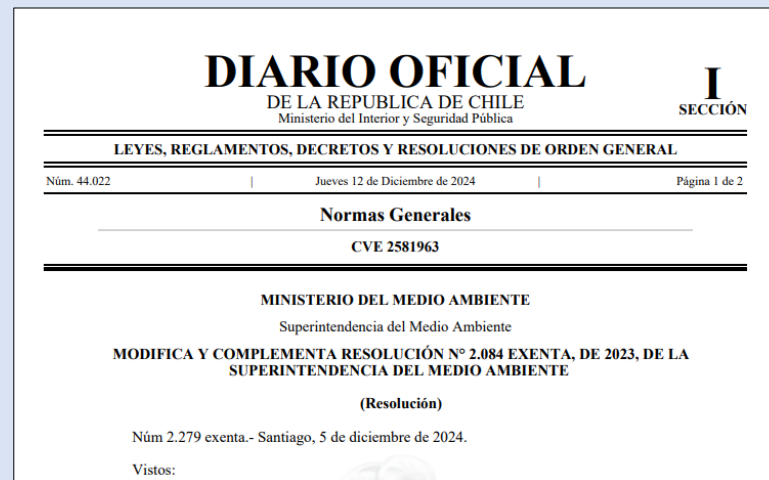 DIARIO OFICIAL
I
DE LA REPUBLICA DE CHILE
Ministerio del Interior y Seguridad Pública
SECCIÓN
LEYES, REGLAMENTOS, DECRETOS Y RESOLUCIONES DE ORDEN GENERAL
Núm. 44.022 | Jueves 12 de Diciembre de 2024 | Página 1 de 2
Normas Generales
CVE 2581963
MINISTERIO DEL MEDIO AMBIENTE
Superintendencia del Medio Ambiente
MODIFICA Y COMPLEMENTA RESOLUCIÓN N° 2.084 EXENTA, DE 2023, DE LA
SUPERINTENDENCIA DEL MEDIO AMBIENTE
(Resolución)
Núm 2.279 exenta.- Santiago, 5 de diciembre de 2024.
Vistos: